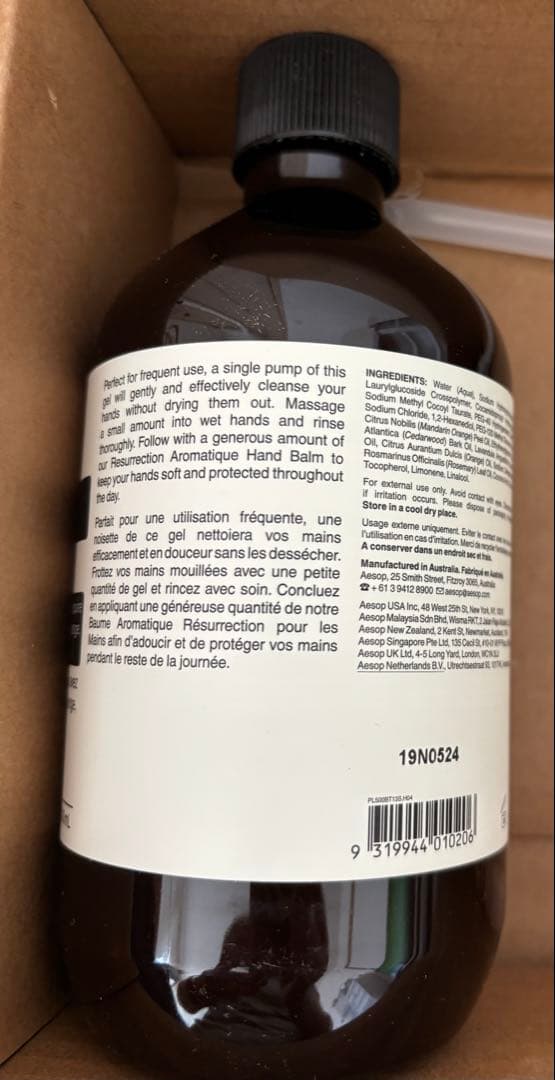 Perfect for frequent use, a single pump of this
gel will gently and effectively cleanse your
hands without drying them out. Massage
a small amount into wet hands and rinse
thoroughly. Follow with a generous amount of
our Resurrection Aromatique Hand Balm to
keep your hands soft and protected throughout
the day.
Parfait pour une utilisation fréquente, une
noisette de ce gel nettoiera vos mains
efficacement et en douceur sans les dessécher.
Frottez vos mains mouillées avec une petite
quantité de gel et rincez avec soin. Concluez
en appliquant une généreuse quantité de notre
Baume Aromatique Résurrection pour les
Mains afin d'adoucir et de protéger vos mains
pendant le reste de la journée.
INGREDIENTS: Water (Aqua), Sodium
Laurylglucoside Crosspolymer,
Sodium Methyl Cocoyl Taurate,
Sodium Chloride, 1,2-Hexanediol,
Citrus Nobilis (Mandarin Orange) Peel Oil,
Atlantica (Cedarwood) Bark Oil,
Oil, Citrus Aurantium Dulcis (Orange) Oil,
Rosmarinus Officinalis (Rosemary) Leaf Oil,
Tocopherol, Limonene, Linalool.
For external use only. Avoid contact with
if irritation occurs. Please dispose of
Store in a cool dry place.
Usage externe uniquement. Eviter le contact avec
l'utilisation en cas d'irritation. Merci de recycler
A conserver dans un endroit sec et frais.
Manufactured in Australia. Fabriqué en Australie
Aesop, 25 Smith Street, Fitzroy 3065, Australia
☎ + 61 3 9412 8900 ✉ aesop@aesop.com
Aesop USA Inc, 48 West 25th St, New York, NY,
Aesop Malaysia Sdn Bhd, Wisma RKT,
Aesop New Zealand, 2 Kent St, Newmarket,
Aesop Singapore Pte Ltd, 135 Cecil St,
Aesop UK Ltd, 4-5 Long Yard, London,
Aesop Netherlands B.V., Utrechtsestraat
19N0524
PL500BT135.H04
9 319944 010206